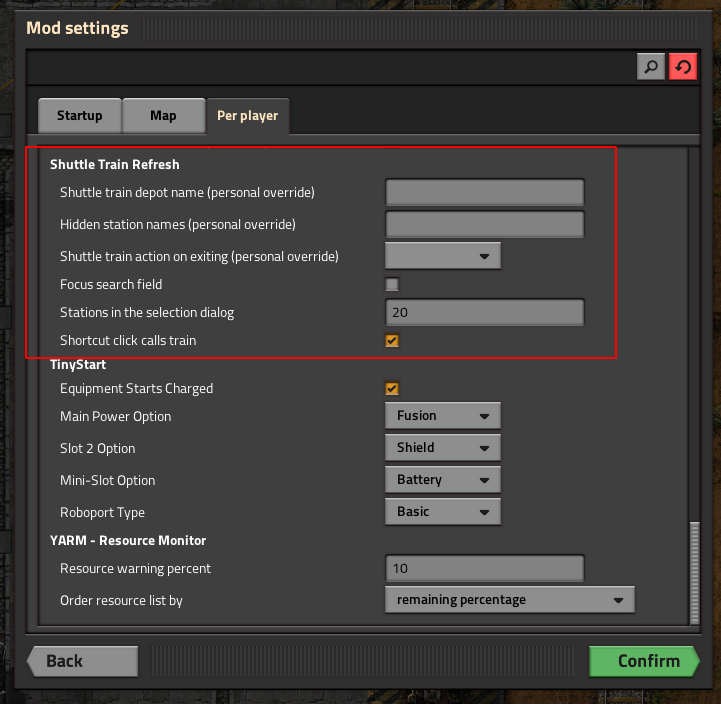 Mod settings
Startup
Map
Per player
Shuttle Train Refresh
Shuttle train depot name (personal override)
Hidden station names (personal override)
Shuttle train action on exiting (personal override)
Focus search field
Stations in the selection dialog 20
Shortcut click calls train
TinyStart
Equipment Starts Charged
Main Power Option Fusion
Slot 2 Option Shield
Mini-Slot Option Battery
Roboport Type Basic
YARM - Resource Monitor
Resource warning percent 10
Order resource list by remaining percentage
Back
Confirm